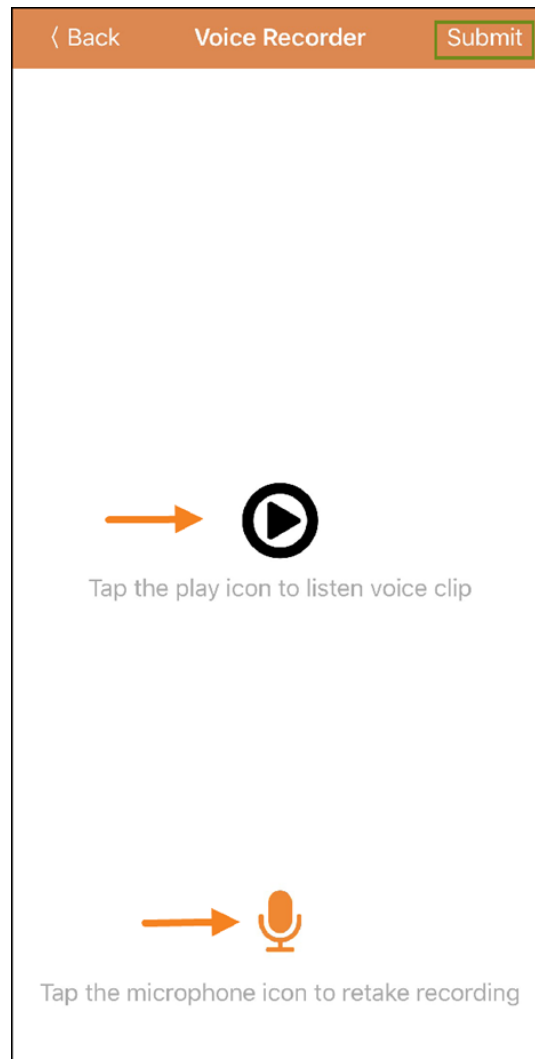 Back Voice Recorder Submit
Tap the play icon to listen voice clip
Tap the microphone icon to retake recording